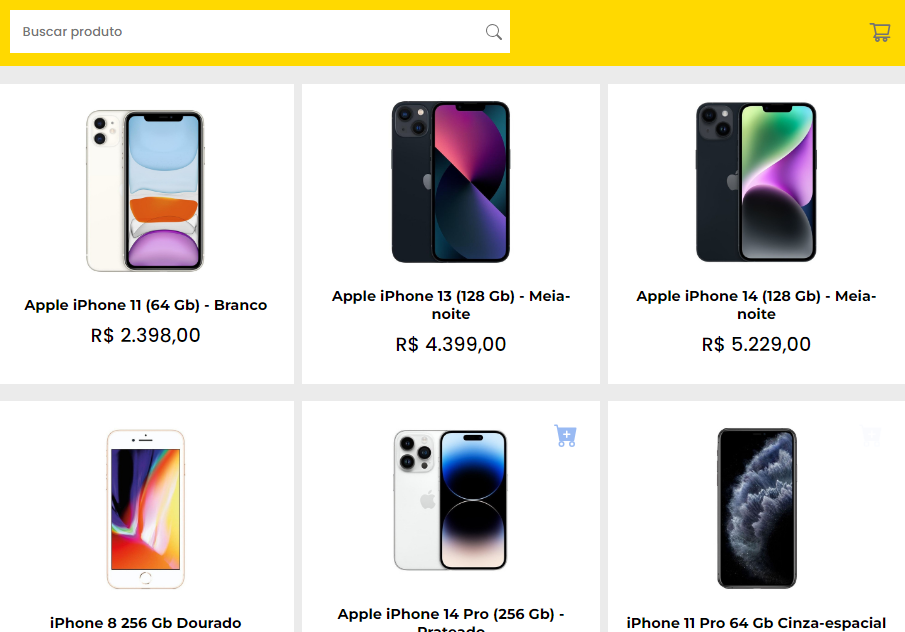 Buscar produto
Apple iPhone 11 (64 Gb) - Branco
R$ 2.398,00
Apple iPhone 13 (128 Gb) - Meia-
noite
R$ 4.399,00
Apple iPhone 14 (128 Gb) - Meia-
noite
R$ 5.229,00
iPhone 8 256 Gb Dourado
Apple iPhone 14 Pro (256 Gb) -
Prateado
iPhone 11 Pro 64 Gb Cinza-espacial